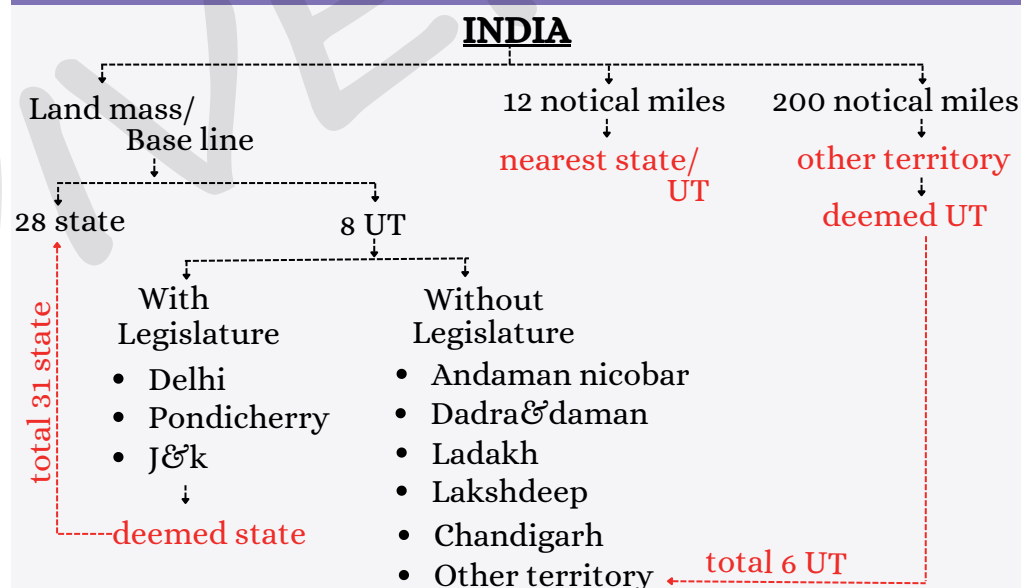 INDIA
Land mass/
Base line
12 notical miles
200 notical miles
nearest state/
UT
other territory
deemed UT
28 state
8 UT
total 31 state
With
Legislature
• Delhi
• Pondicherry
• J&k
deemed state
Without
Legislature
• Andaman nicobar
• Dadra&daman
• Ladakh
• Lakshdeep
• Chandigarh
• Other territory
total 6 UT